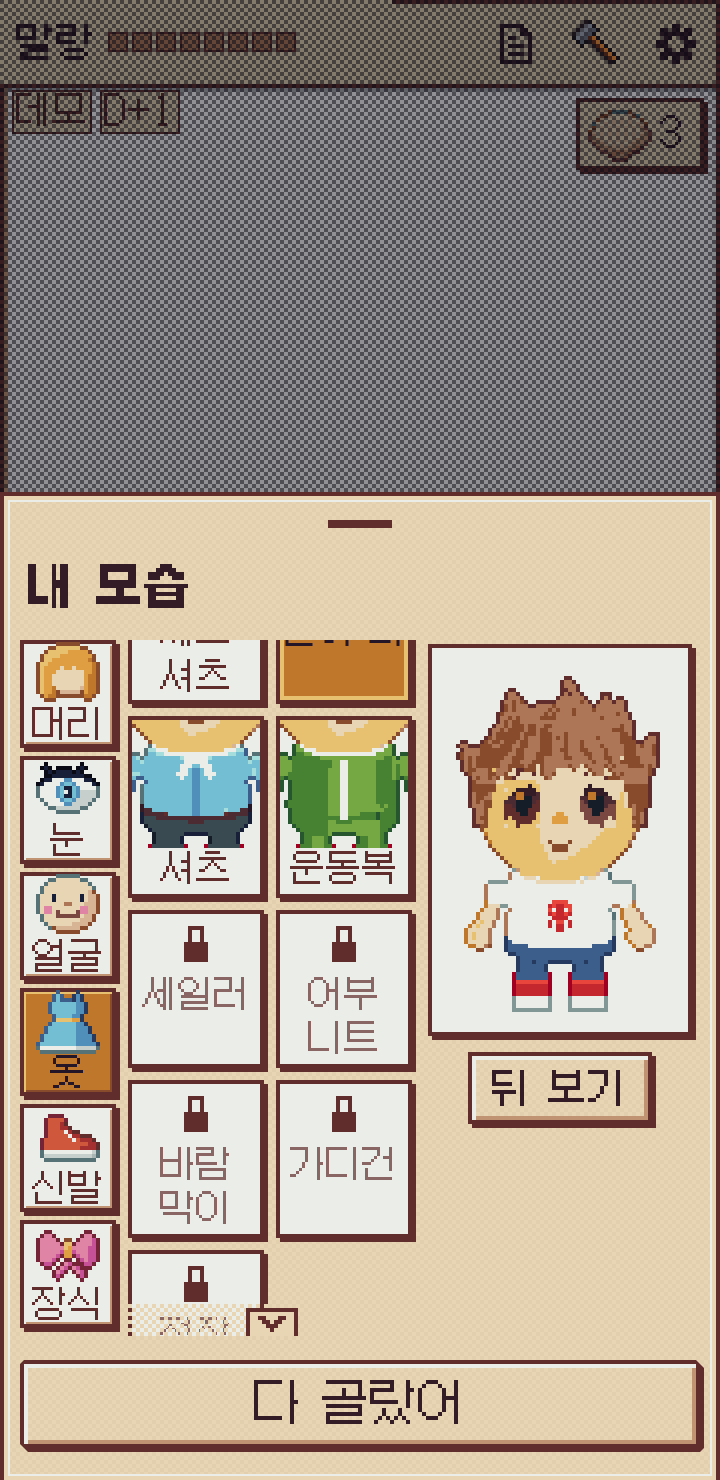 말랑
데모 D+1
3
내 모습
머리
눈
얼굴
옷
신발
장식
셔츠
셔츠
운동복
세일러
어부
니트
바람
막이
가디건
뒤 보기
다 골랐어